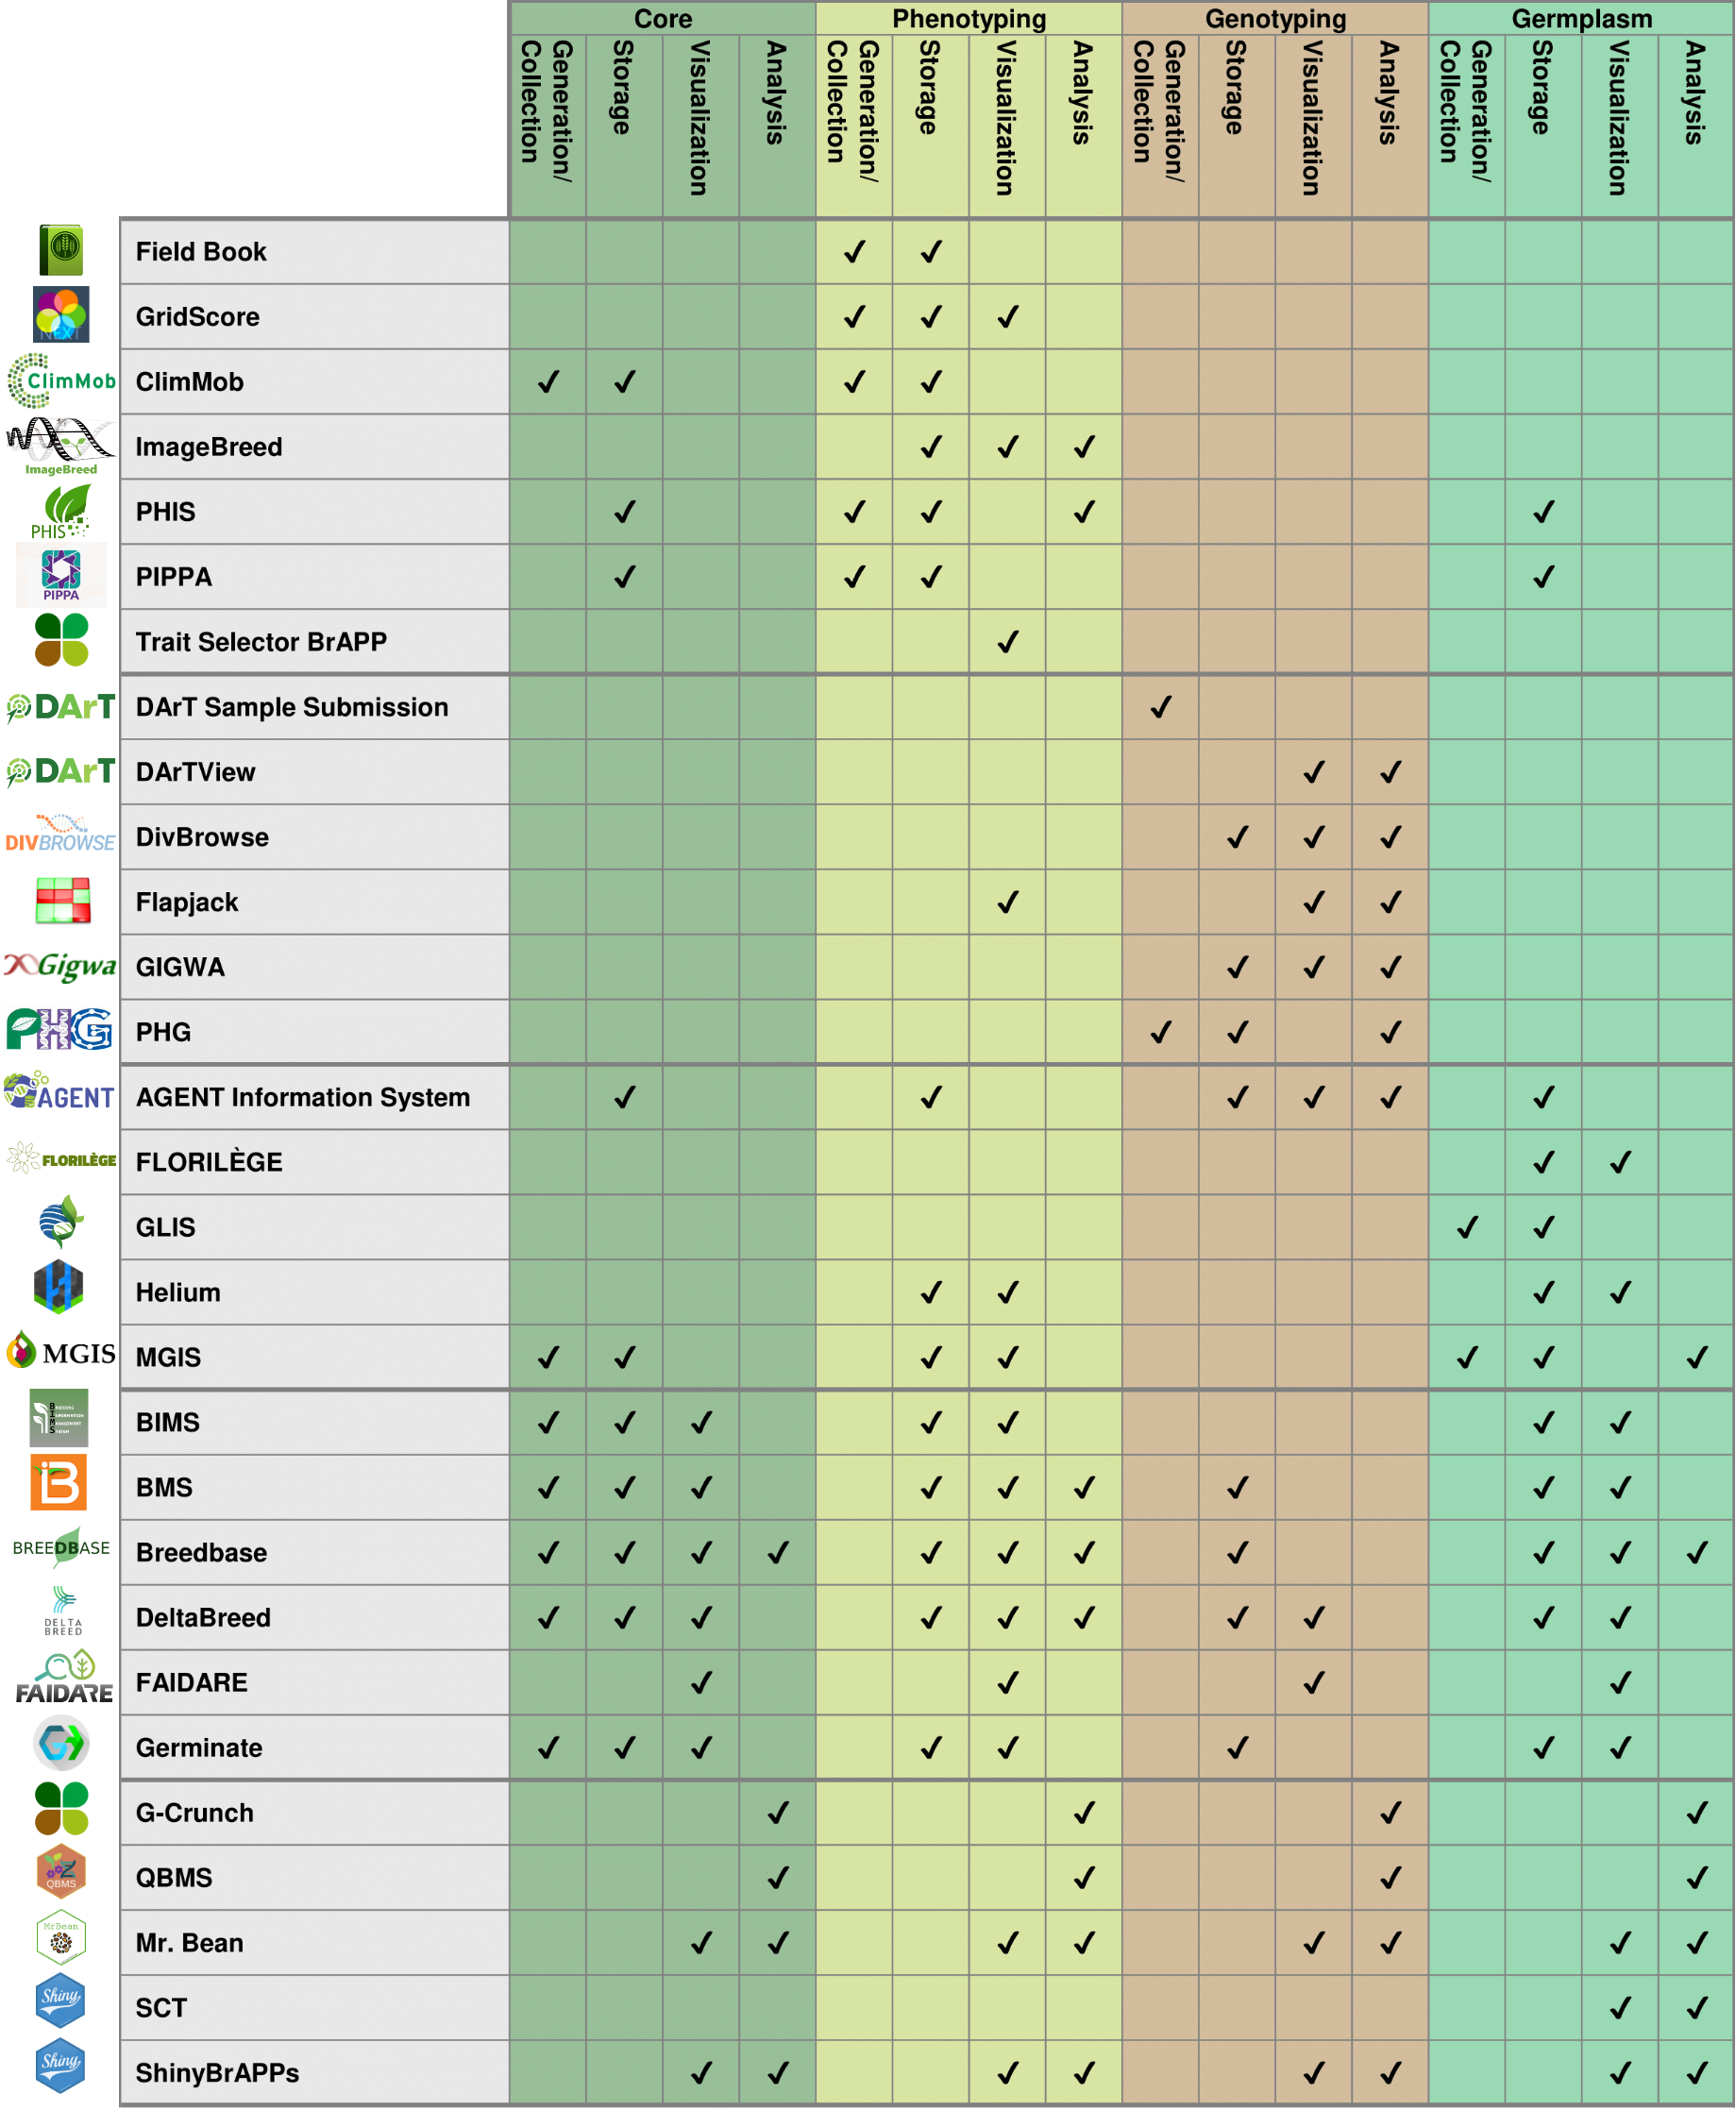 Core Phenotyping Genotyping Germplasm
Generation/
Collection
Storage
Visualization
Analysis
Generation/
Collection
Storage
Visualization
Analysis
Generation/
Collection
Storage
Visualization
Analysis
Generation/
Collection
Storage
Visualization
Analysis
Field Book ✓ ✓
NEXT
GridScore ✓ ✓ ✓
ClimMob ClimMob ✓ ✓ ✓ ✓
ImageBreed
ImageBreed ✓ ✓ ✓
PHIS
PHIS ✓ ✓ ✓ ✓ ✓
PIPPA
PIPPA ✓ ✓ ✓ ✓
Trait Selector BrAPP ✓
DArT DArT Sample Submission ✓
DArT DArTView ✓ ✓
DIVBROWSE DivBrowse ✓ ✓ ✓
Flapjack ✓ ✓ ✓
Gigwa GIGWA ✓ ✓ ✓
PHG PHG ✓ ✓ ✓
AGENT AGENT Information System ✓ ✓ ✓ ✓ ✓ ✓
FLORILÈGE FLORILÈGE ✓ ✓
GLIS ✓ ✓
H Helium ✓ ✓ ✓ ✓
MGIS MGIS ✓ ✓ ✓ ✓ ✓ ✓ ✓
BIMS ✓ ✓ ✓ ✓ ✓ ✓ ✓
B BMS ✓ ✓ ✓ ✓ ✓ ✓ ✓ ✓ ✓
BREEDBASE Breedbase ✓ ✓ ✓ ✓ ✓ ✓ ✓ ✓ ✓ ✓ ✓
DELTA
BREED
DeltaBreed ✓ ✓ ✓ ✓ ✓ ✓ ✓ ✓ ✓ ✓
FAIDARE FAIDARE ✓ ✓ ✓ ✓
Germinate ✓ ✓ ✓ ✓ ✓ ✓ ✓ ✓
G-Crunch ✓ ✓ ✓ ✓
QBMS
QBMS ✓ ✓ ✓ ✓
MrBean
Mr. Bean ✓ ✓ ✓ ✓ ✓ ✓ ✓ ✓
Shiny SCT ✓ ✓
Shiny ShinyBrAPPs ✓ ✓ ✓ ✓ ✓ ✓ ✓ ✓